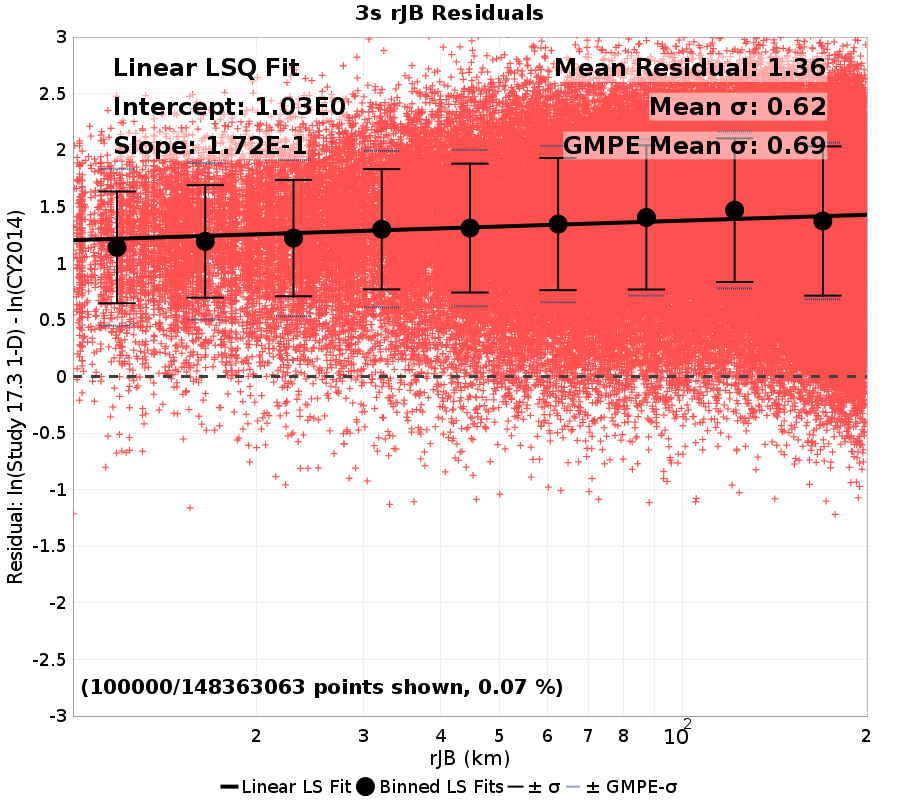 3s rJB Residuals
Linear LSQ Fit
Intercept: 1.03E0
Slope: 1.72E-1
Mean Residual: 1.36
Mean σ: 0.62
GMPE Mean σ: 0.69
Residual: ln(Study 17.3 1-D) - ln(CY2014)
3
2.5
2
1.5
1
0.5
0
-0.5
-1
-1.5
-2
-2.5
-3
(100000/148363063 points shown, 0.07 %)
2 3 4 5 6 7 8 10² 2
rJB (km)
Linear LS Fit Binned LS Fits ± σ ± GMPE-σ